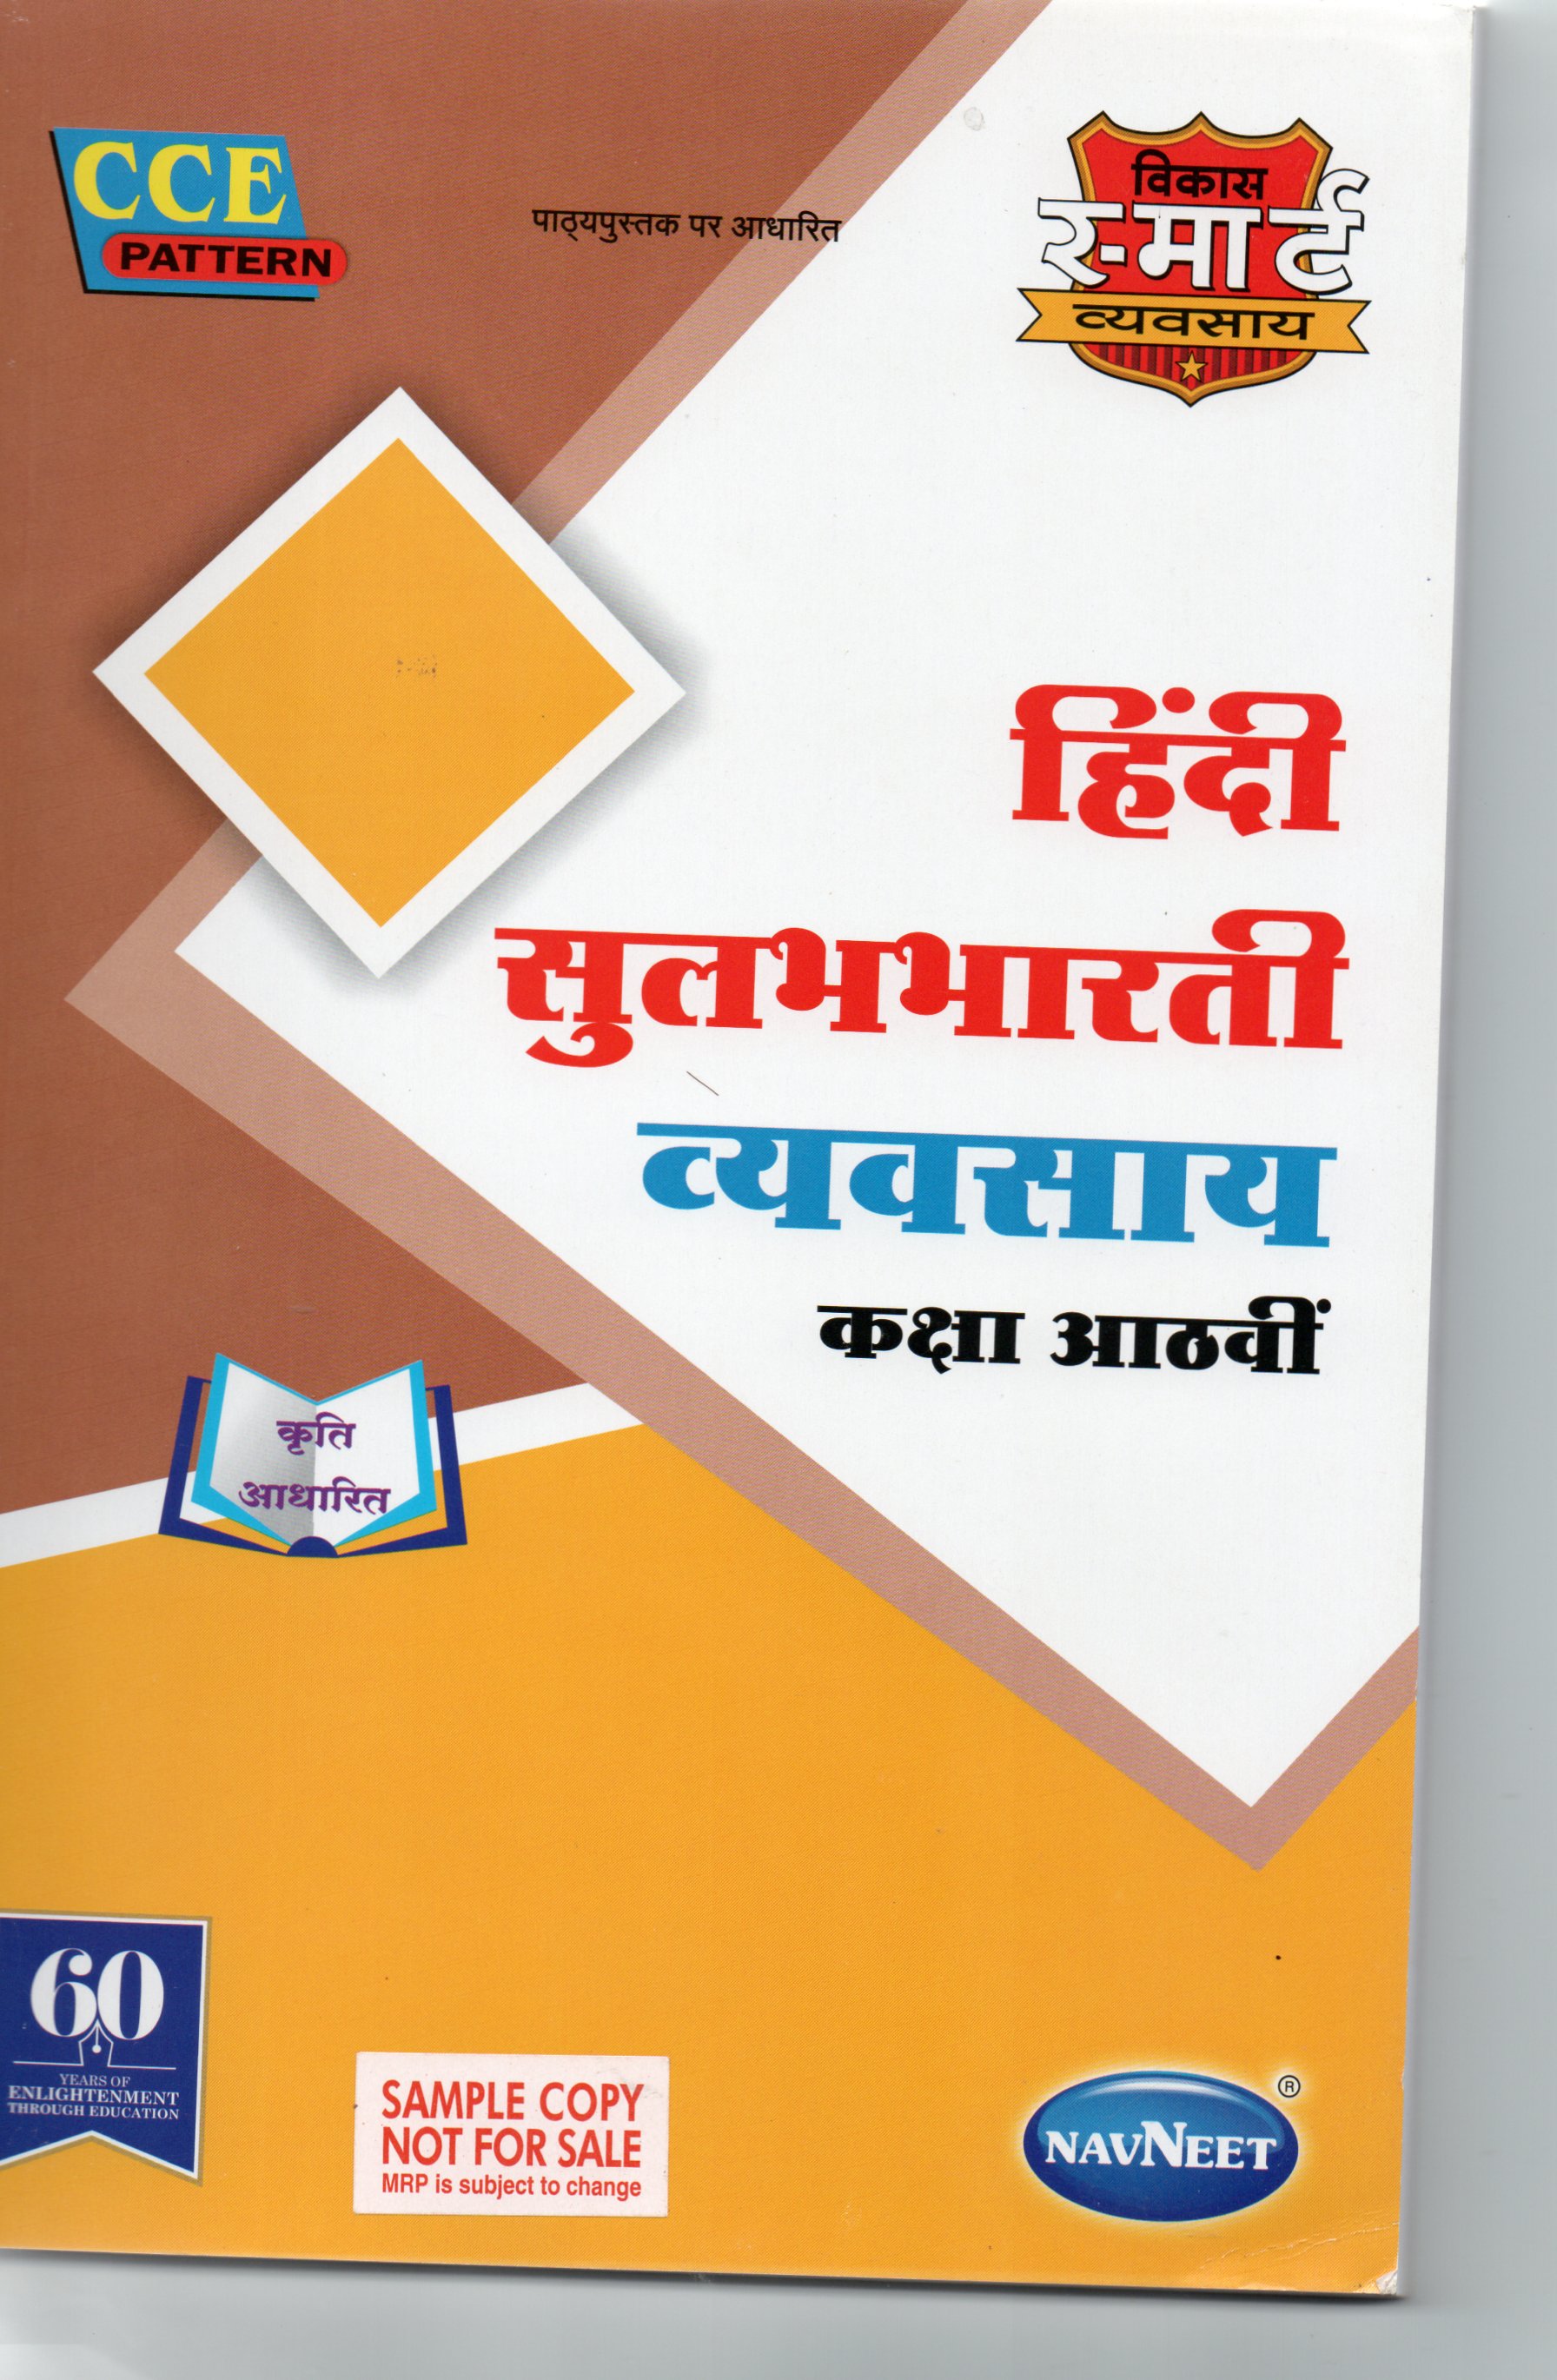 CCE
PATTERN
पाठ्यपुस्तक पर आधारित
विकास
स्मार्ट
व्यवसाय
हिंदी
सुलभभारती
व्यवसाय
कक्षा आठवीं
कृति
आधारित
60
YEARS OF
ENLIGHTENMENT
THROUGH EDUCATION
SAMPLE COPY
NOT FOR SALE
MRP is subject to change
NAVNEET
®